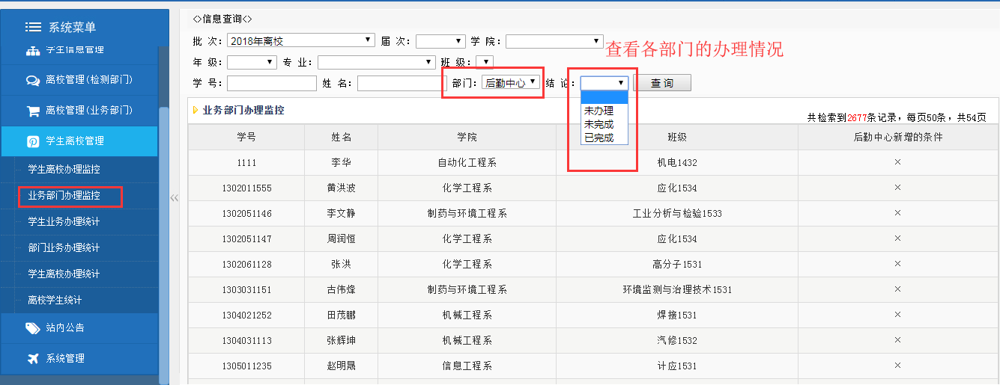 系统菜单
学生信息管理
离校管理(检测部门)
离校管理(业务部门)
学生离校管理
学生离校办理监控
业务部门办理监控
学生业务办理统计
部门业务办理统计
学生离校办理统计
离校学生统计
站内公告
系统管理
<>信息查询<>
批 次: 2018年离校 届 次: 学 院:
查看各部门的办理情况
年 级: 专 业: 班 级:
学 号: 姓 名: 部门: 后勤中心 结 论: 查 询
未办理
未完成
已完成
业务部门办理监控
共检索到2677条记录，每页50条，共54页
学号 姓名 学院 班级 后勤中心新增的条件
1111 李华 自动化工程系 机电1432 ×
1302011555 黄洪波 化学工程系 应化1534 ×
1302051146 李文静 制药与环境工程系 工业分析与检验1533 ×
1302051147 周润恒 化学工程系 应化1534 ×
1302061128 张洪 化学工程系 高分子1531 ×
1303031151 古伟烽 制药与环境工程系 环境监测与治理技术1531 ×
1304021252 田茂鹏 机械工程系 焊接1531 ×
1304031113 张辉坤 机械工程系 汽修1532 ×
1305011235 赵明晟 信息工程系 计应1531 ×